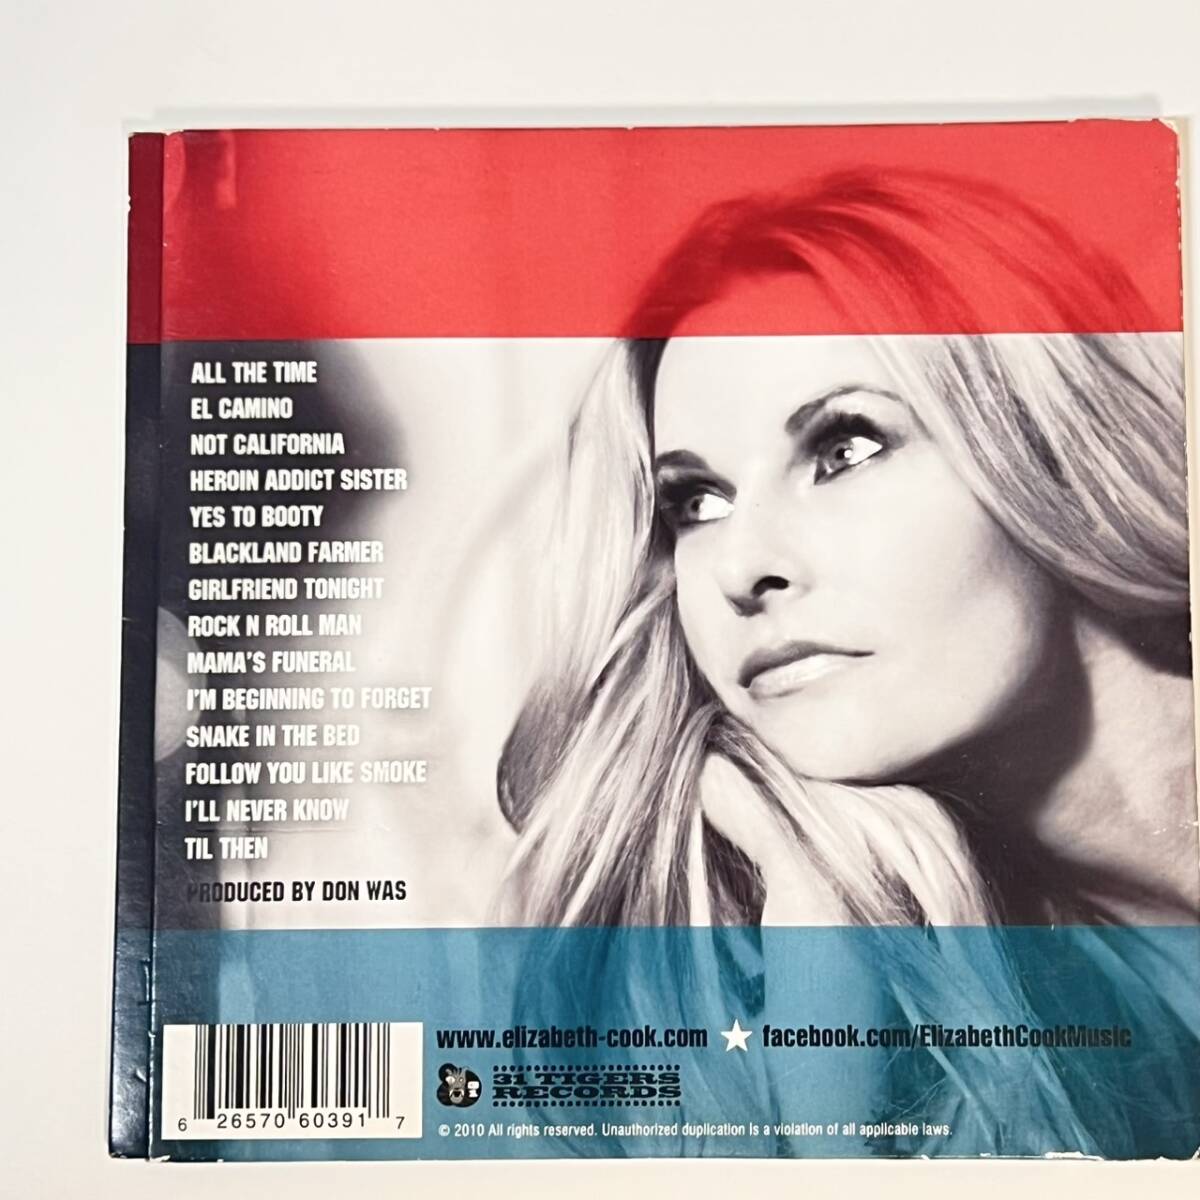 ALL THE TIME
EL CAMINO
NOT CALIFORNIA
HEROIN ADDICT SISTER
YES TO BOOTY
BLACKLAND FARMER
GIRLFRIEND TONIGHT
ROCK N ROLL MAN
MAMA'S FUNERAL
I'M BEGINNING TO FORGET
SNAKE IN THE BED
FOLLOW YOU LIKE SMOKE
I'LL NEVER KNOW
TIL THEN
PRODUCED BY DON WAS
www.elizabeth-cook.com ★ facebook.com/ElizabethCookMusic
31 TIGERS
RECORDS
6 26570 60391 7
© 2010 All rights reserved. Unauthorized duplication is a violation of all applicable laws.